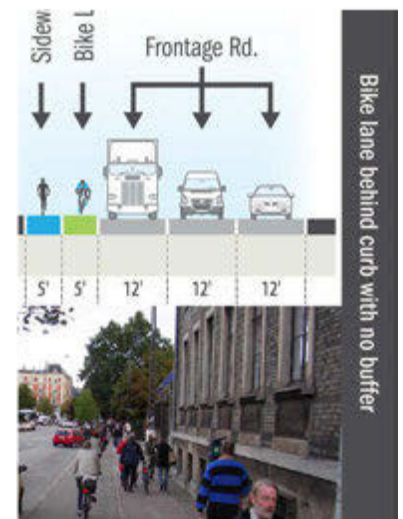 Sidew
Bike L
Frontage Rd.
5'
5'
12'
12'
12'
Bike lane behind curb with no buffer